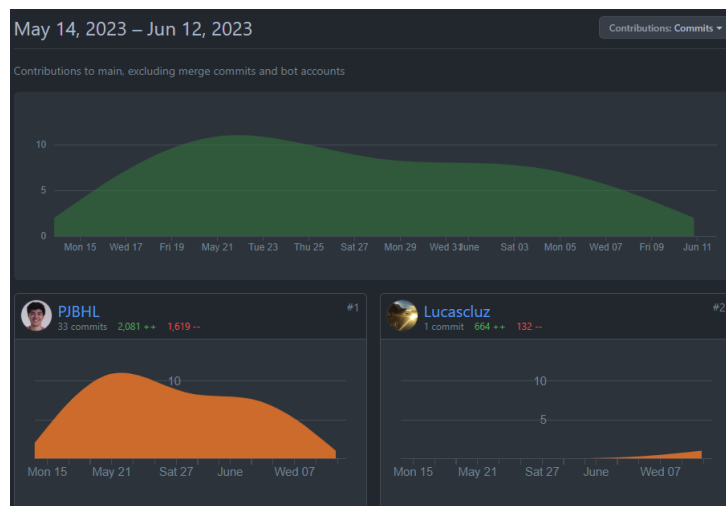 May 14, 2023 – Jun 12, 2023
Contributions: Commits
Contributions to main, excluding merge commits and bot accounts
10
5
0
Mon 15 Wed 17 Fri 19 May 21 Tue 23 Thu 25 Sat 27 Mon 29 Wed 31 June Sat 03 Mon 05 Wed 07 Fri 09 Jun 11
PJBHL #1
33 commits 2,081 ++ 1,619 --
10
Mon 15 May 21 Sat 27 June Wed 07
Lucascluz #2
1 commit 664 ++ 132 --
10
5
Mon 15 May 21 Sat 27 June Wed 07